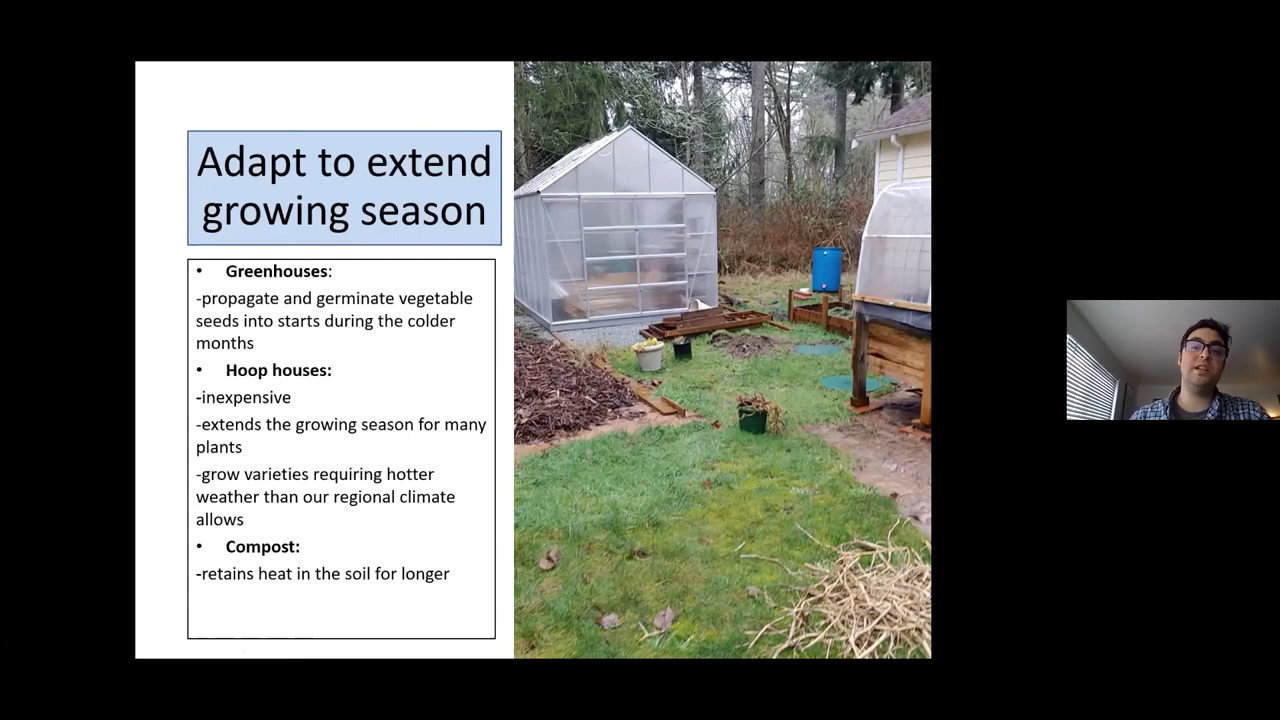 Adapt to extend
growing season
• Greenhouses:
-propagate and germinate vegetable
seeds into starts during the colder
months
• Hoop houses:
-inexpensive
-extends the growing season for many
plants
-grow varieties requiring hotter
weather than our regional climate
allows
• Compost:
-retains heat in the soil for longer